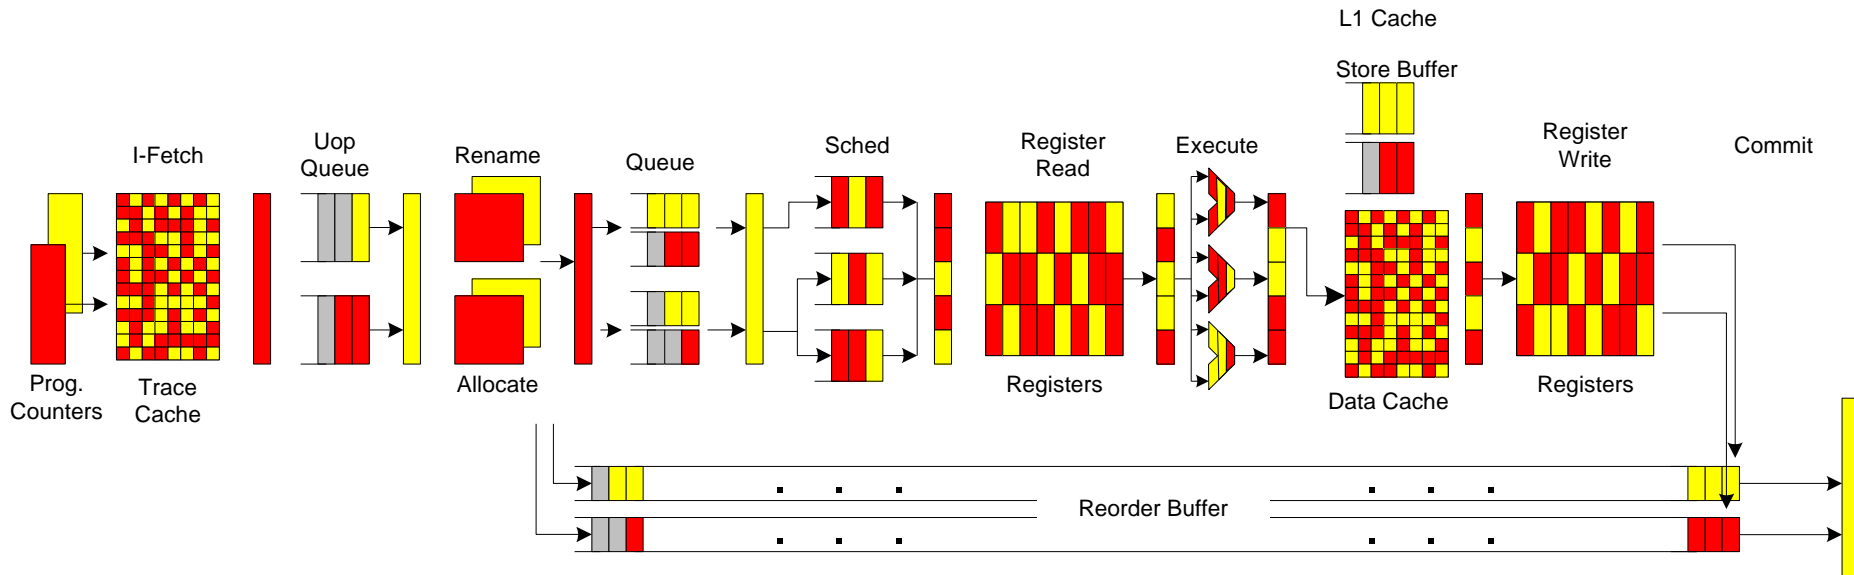 L1 Cache
Store Buffer
I-Fetch
Uop
Queue
Rename
Queue
Sched
Register
Read
Execute
Register
Write
Commit
Prog.
Counters
Trace
Cache
Allocate
Registers
Data Cache
Registers
Reorder Buffer